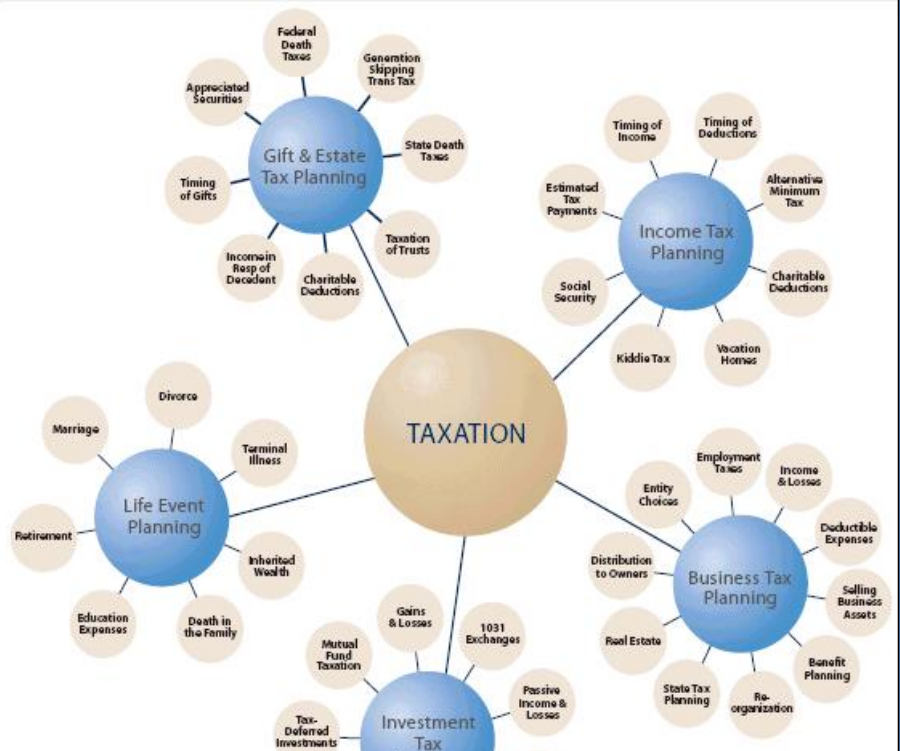 Federal
Death
Taxes
Generation
Skipping
Trans Tax
Appreciated
Securities
State Death
Taxes
Gift & Estate
Tax Planning
Timing
of Gifts
Taxation
of Trusts
Income in
Resp of
Decedent
Charitable
Deductions
Timing of
Income
Timing of
Deductions
Estimated
Tax
Payments
Alternative
Minimum
Tax
Income Tax
Planning
Social
Security
Charitable
Deductions
Kiddie Tax
Vacation
Homes
TAXATION
Divorce
Marriage
Terminal
Illness
Life Event
Planning
Retirement
Inherited
Wealth
Education
Expenses
Death in
the Family
Employment
Taxes
Income
& Losses
Entity
Choices
Deductible
Expenses
Distribution
to Owners
Business Tax
Planning
Selling
Business
Assets
Real Estate
Benefit
Planning
State Tax
Planning
Re-
organization
Gains
& Losses
1031
Exchanges
Mutual
Fund
Taxation
Passive
Income &
Losses
Tax-
Deferred
Investments
Investment
Tax